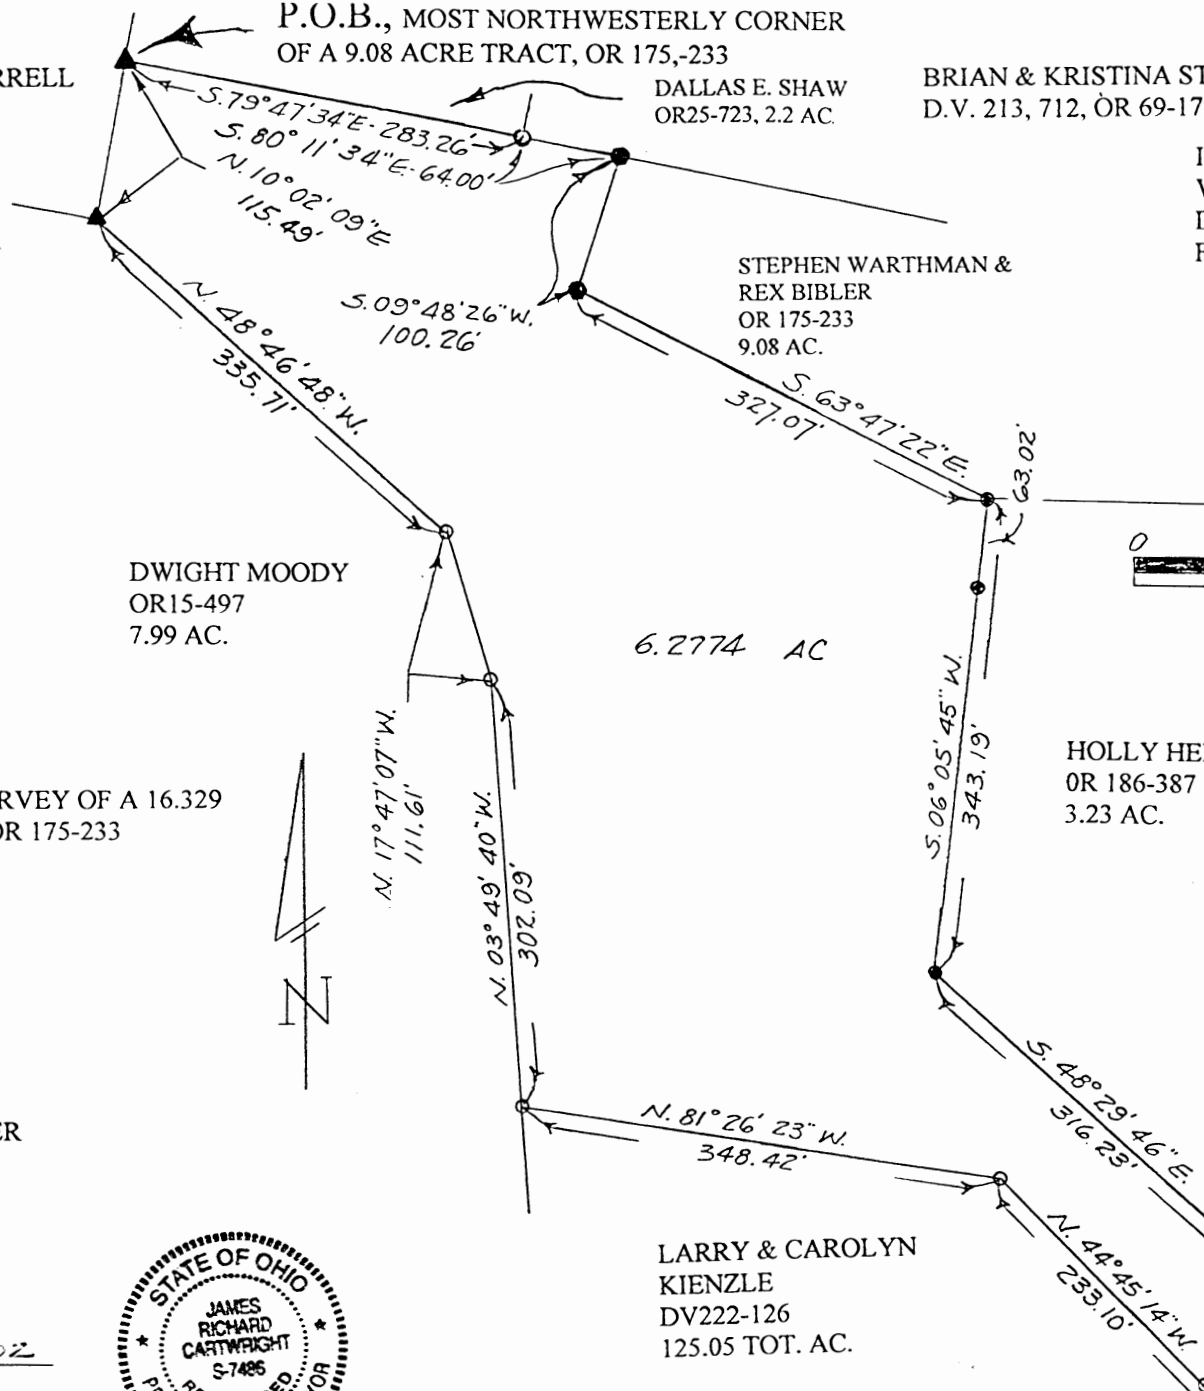 P.O.B., MOST NORTHWESTERLY CORNER
OF A 9.08 ACRE TRACT, OR 175,-233
RRELL
DALLAS E. SHAW
OR25-723, 2.2 AC.
BRIAN & KRISTINA ST
D.V. 213, 712, OR 69-17
S. 79° 47' 34" E - 283.26'
S. 80° 11' 34" E. - 64.00'
N. 10° 02' 09" E
115.49'
S. 09° 48' 26" W.
100.26'
STEPHEN WARTHMAN &
REX BIBLER
OR 175-233
9.08 AC.
N. 48° 46' 48" W.
335.71'
S. 63° 47' 22" E.
327.07'
63.02'
0
DWIGHT MOODY
OR15-497
7.99 AC.
6.2774 AC
S. 06° 05' 45" W.
343.19'
HOLLY HE
0R 186-387
3.23 AC.
N. 17° 47' 07" W.
111.61'
RVEY OF A 16.329
OR 175-233
N. 03° 49' 40" W.
302.09'
N
S. 48° 29' 46" E.
316.23'
ER
N. 81° 26' 23" W.
348.42'
N. 44° 45' 14" W.
233.10'
LARRY & CAROLYN
KIENZLE
DV222-126
125.05 TOT. AC.
STATE OF OHIO
JAMES
RICHARD
CARTWRIGHT
S-7486
02